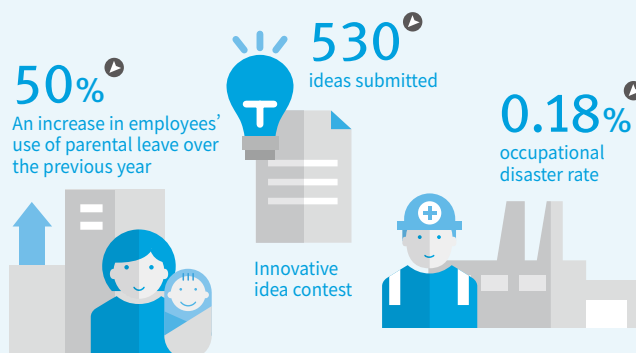 50%
An increase in employees’
use of parental leave over
the previous year
530
ideas submitted
Innovative
idea contest
0.18%
occupational
disaster rate